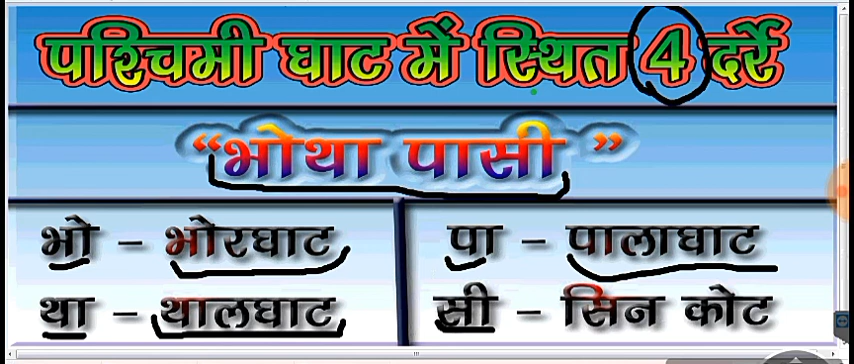 पश्चिमी घाट में स्थित 4 दर्रे
“भोथा पासी”
भो – भोरघाट
पा – पालाघाट
था – थालघाट
सी – सिन कोट